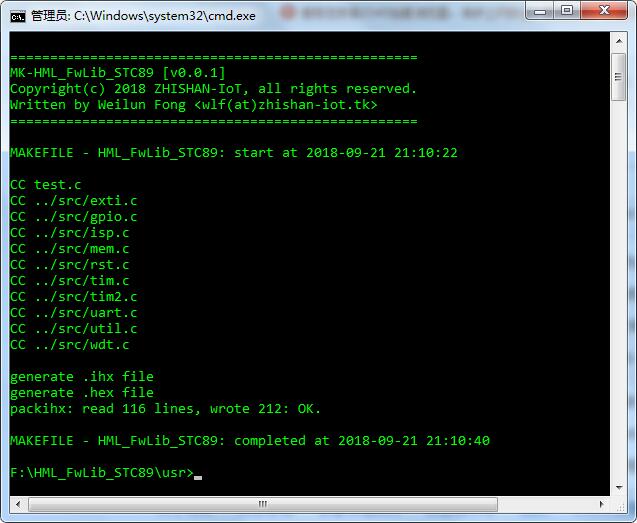 管理员: C:\Windows\system32\cmd.exe
==================================================
MK-HML_FwLib_STC89 [v0.0.1]
Copyright(c) 2018 ZHISHAN-IoT, all rights reserved.
Written by Weilun Fong <wlf(at)zhishan-iot.tk>
==================================================
MAKEFILE - HML_FwLib_STC89: start at 2018-09-21 21:10:22
CC test.c
CC ../src/exti.c
CC ../src/gpio.c
CC ../src/isp.c
CC ../src/mem.c
CC ../src/rst.c
CC ../src/tim.c
CC ../src/tim2.c
CC ../src/uart.c
CC ../src/util.c
CC ../src/wdt.c
generate .ihx file
generate .hex file
packihx: read 116 lines, wrote 212: OK.
MAKEFILE - HML_FwLib_STC89: completed at 2018-09-21 21:10:40
F:\HML_FwLib_STC89\usr>